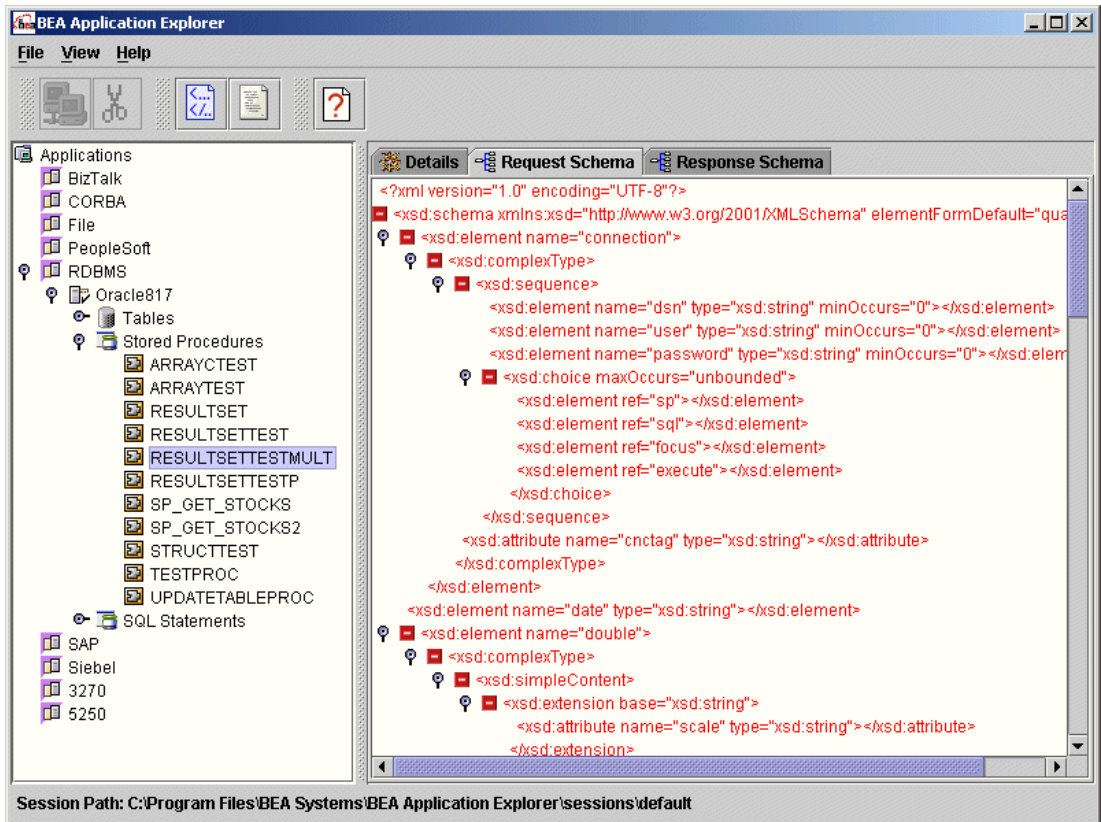 BEA Application Explorer
File View Help
Applications
BizTalk
CORBA
File
PeopleSoft
RDBMS
Oracle817
Tables
Stored Procedures
ARRAYCTEST
ARRAYTEST
RESULTSET
RESULTSETTEST
RESULTSETTESTMULT
RESULTSETTESTP
SP_GET_STOCKS
SP_GET_STOCKS2
STRUCTTEST
TESTPROC
UPDATETABLEPROC
SQL Statements
SAP
Siebel
3270
5250
Details Request Schema Response Schema
<?xml version="1.0" encoding="UTF-8"?>
<xsd:schema xmlns:xsd="http://www.w3.org/2001/XMLSchema" elementFormDefault="qua
<xsd:element name="connection">
<xsd:complexType>
<xsd:sequence>
<xsd:element name="dsn" type="xsd:string" minOccurs="0"></xsd:element>
<xsd:element name="user" type="xsd:string" minOccurs="0"></xsd:element>
<xsd:element name="password" type="xsd:string" minOccurs="0"></xsd:elem
<xsd:choice maxOccurs="unbounded">
<xsd:element ref="sp"></xsd:element>
<xsd:element ref="sql"></xsd:element>
<xsd:element ref="focus"></xsd:element>
<xsd:element ref="execute"></xsd:element>
</xsd:choice>
</xsd:sequence>
<xsd:attribute name="cnctag" type="xsd:string"></xsd:attribute>
</xsd:complexType>
</xsd:element>
<xsd:element name="date" type="xsd:string"></xsd:element>
<xsd:element name="double">
<xsd:complexType>
<xsd:simpleContent>
<xsd:extension base="xsd:string">
<xsd:attribute name="scale" type="xsd:string"></xsd:attribute>
</xsd:extension>
Session Path: C:\Program Files\BEA Systems\BEA Application Explorer\sessions\default